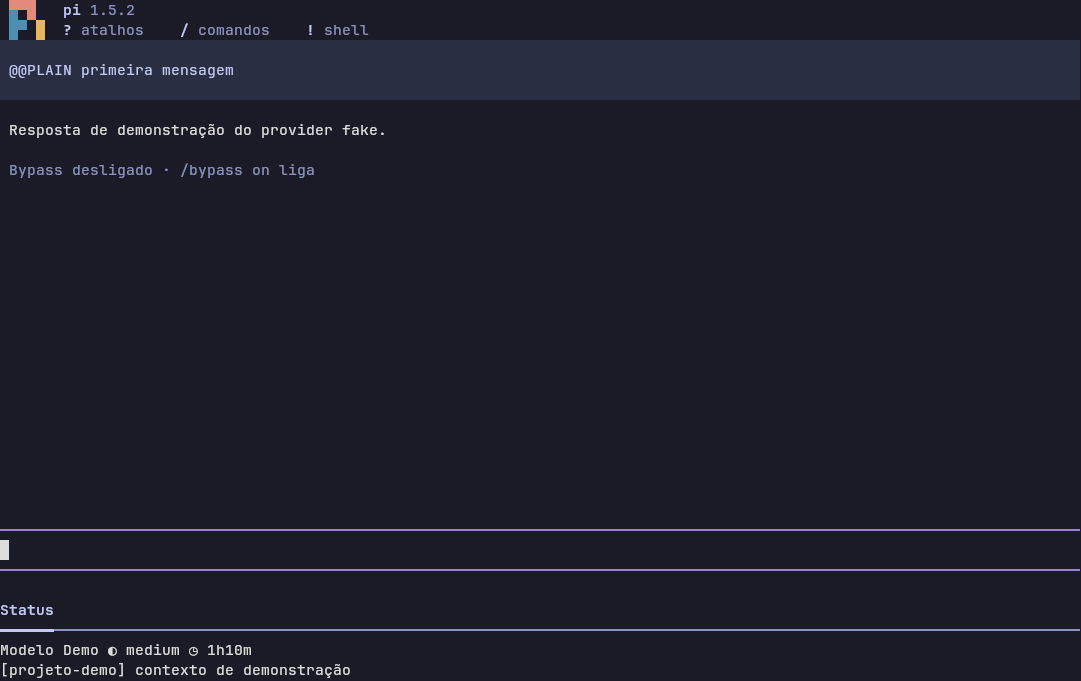 pi 1.5.2
? atalhos / comandos ! shell
@@PLAIN primeira mensagem
Resposta de demonstração do provider fake.
Bypass desligado · /bypass on liga
Status
Modelo Demo ◐ medium ◷ 1h10m
[projeto-demo] contexto de demonstração